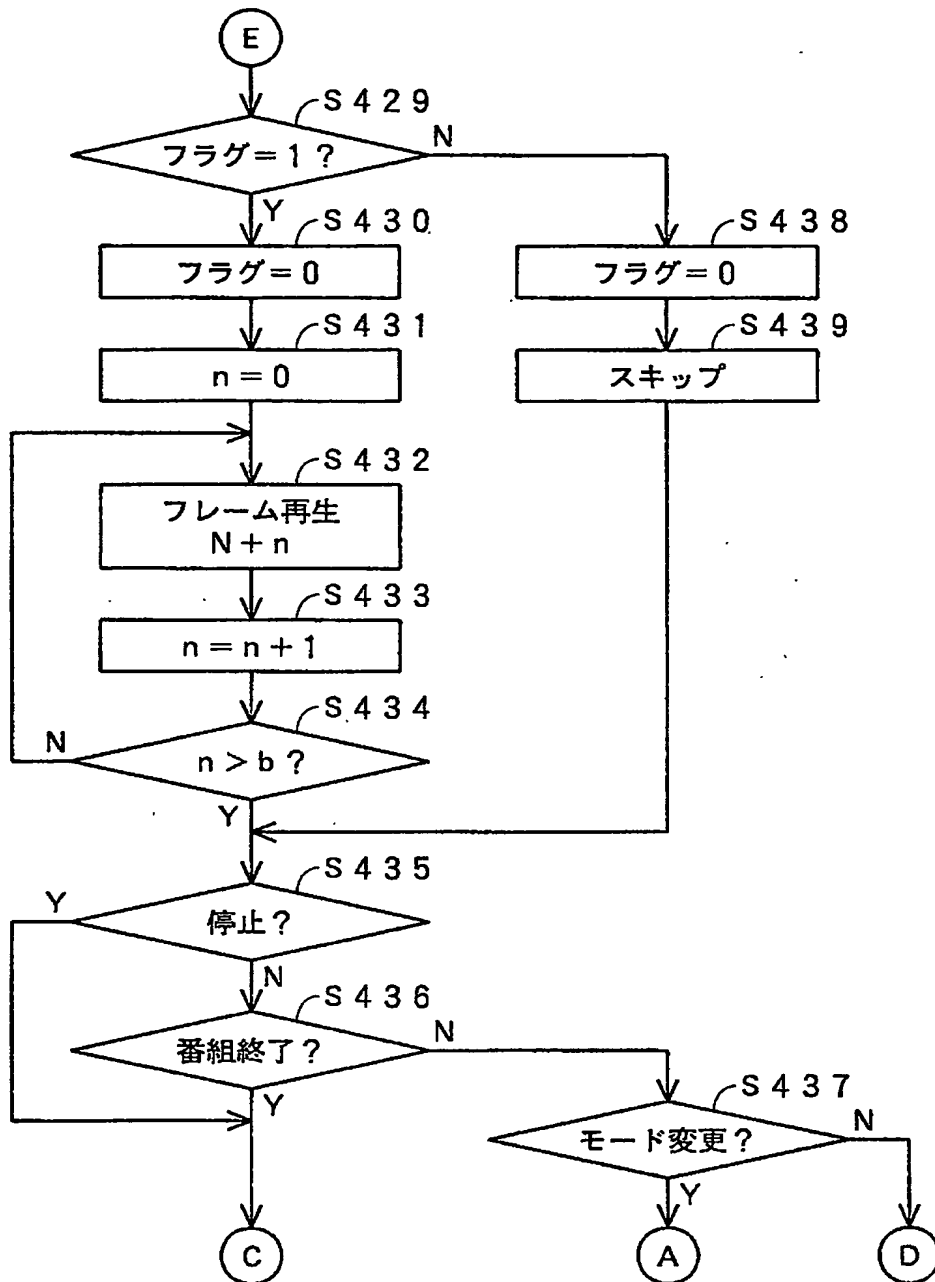 E
S429
フラグ=1?
N
Y
S430
フラグ=0
S438
フラグ=0
S431
n=0
S439
スキップ
S432
フレーム再生
N+n
S433
n=n+1
S434
n>b?
N
Y
S435
停止?
Y
N
S436
番組終了?
N
Y
S437
モード変更?
N
Y
C
A
D